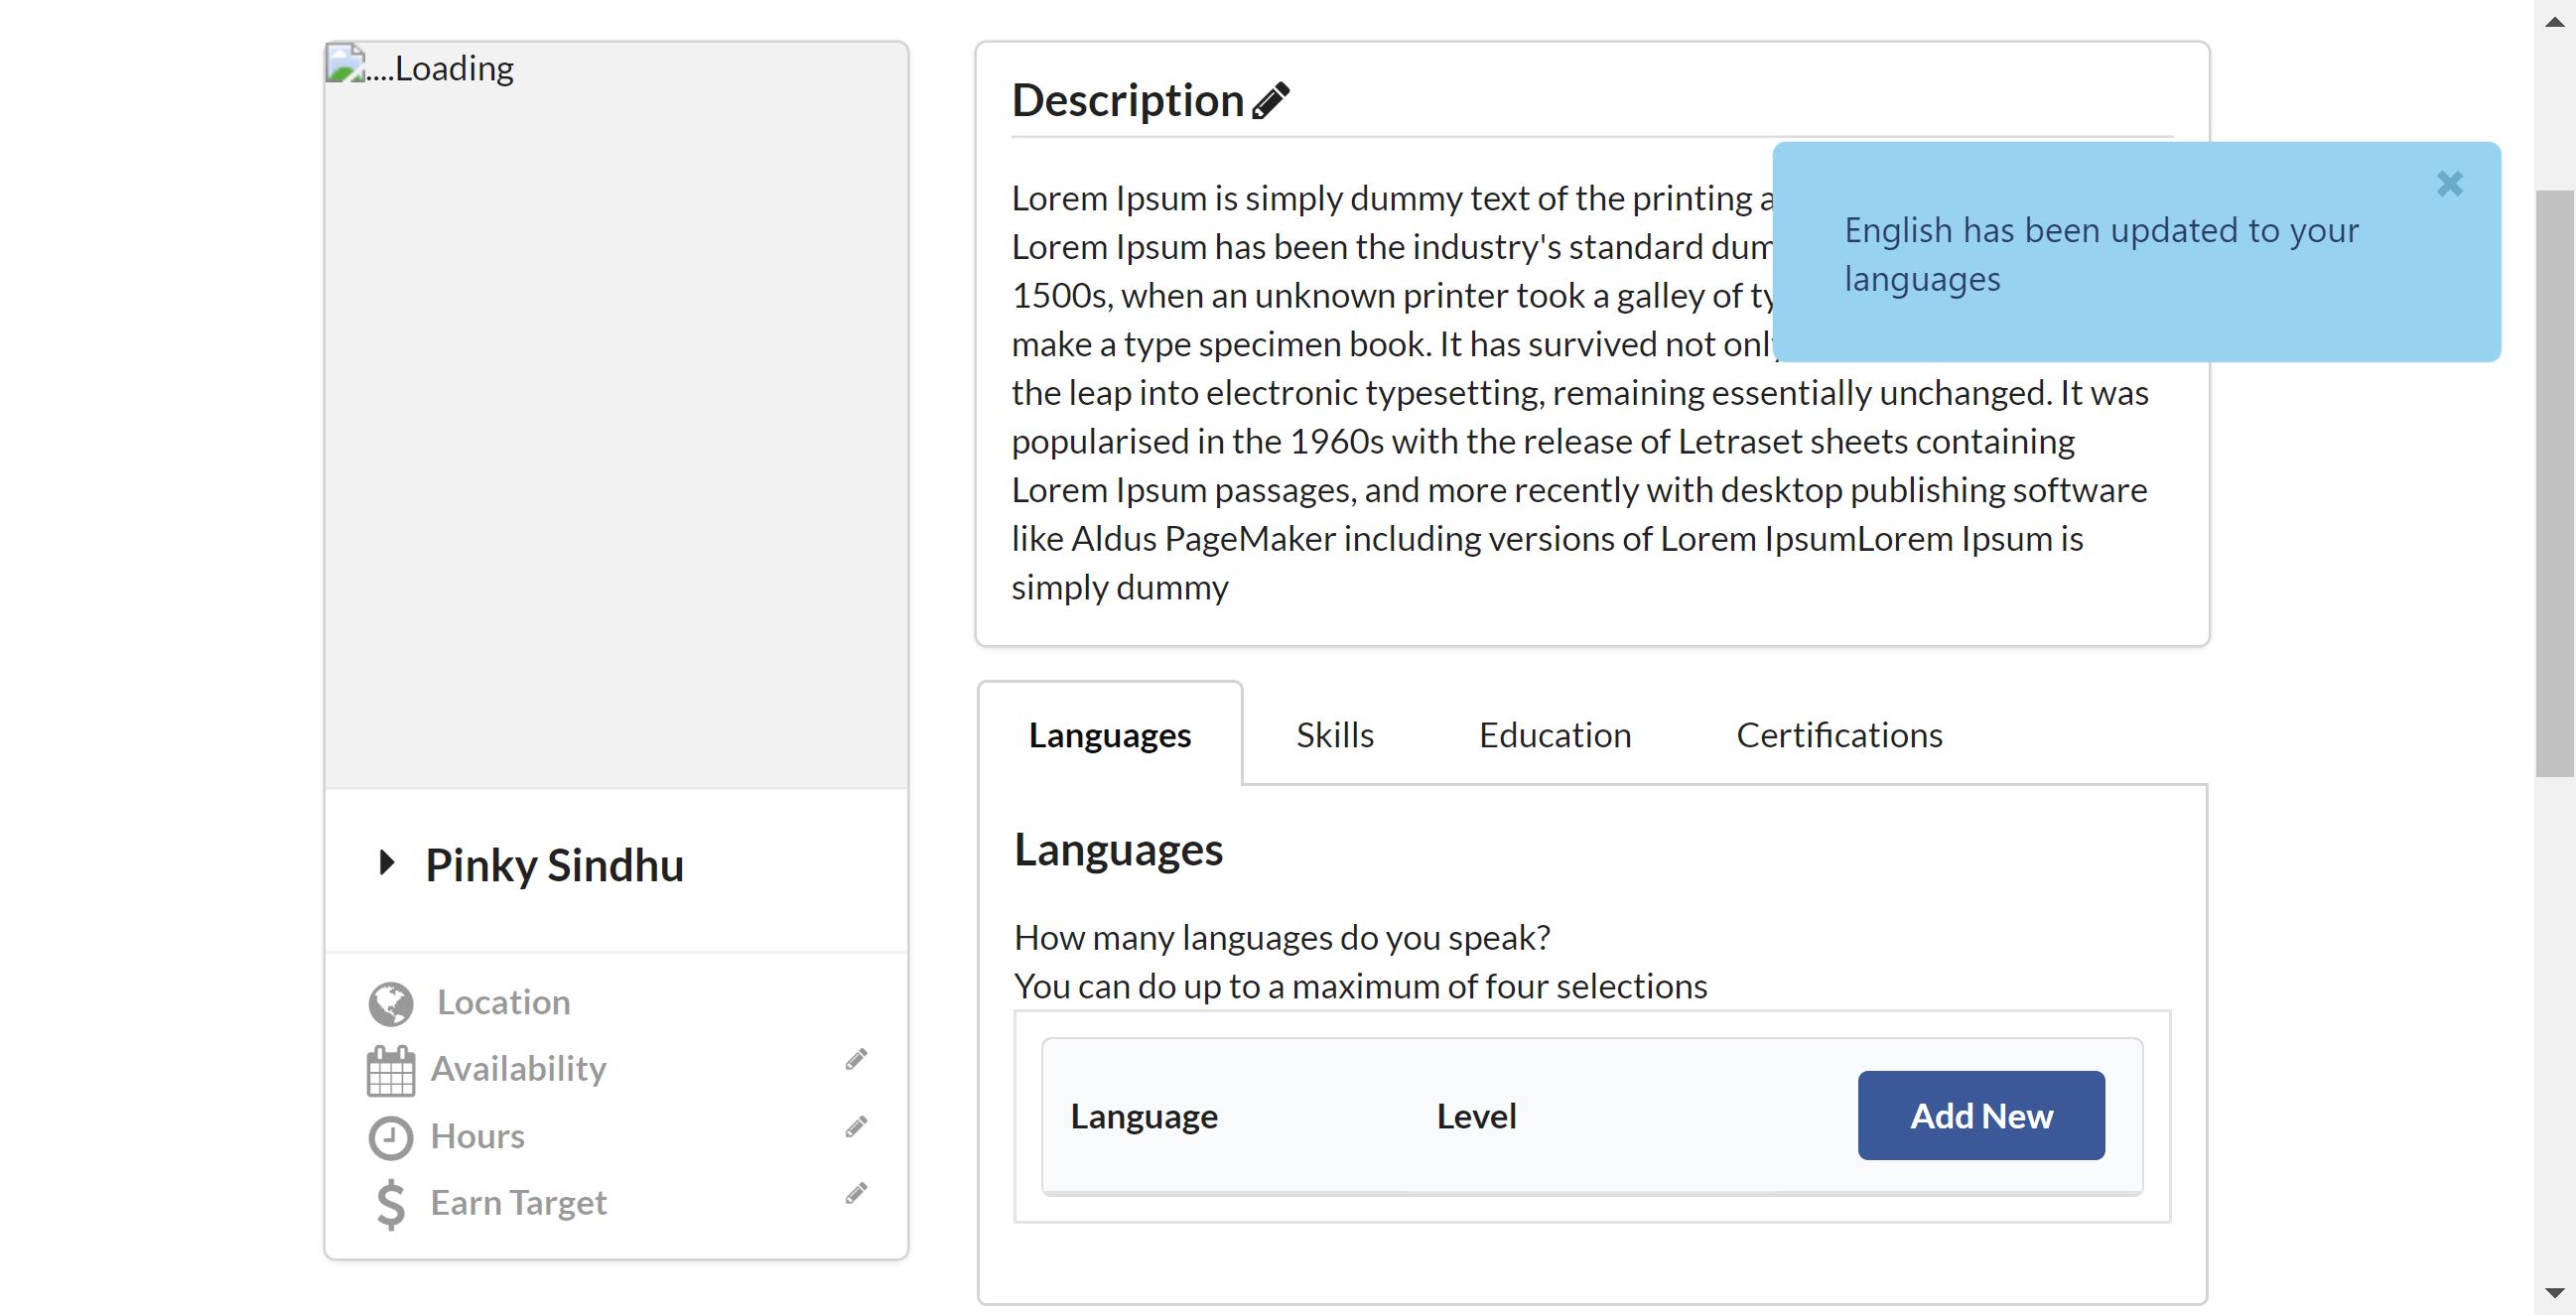 ....Loading
Pinky Sindhu
Location
Availability
Hours
Earn Target
Description
Lorem Ipsum is simply dummy text of the printing a
Lorem Ipsum has been the industry's standard dum
1500s, when an unknown printer took a galley of ty
make a type specimen book. It has survived not only
the leap into electronic typesetting, remaining essentially unchanged. It was
popularised in the 1960s with the release of Letraset sheets containing
Lorem Ipsum passages, and more recently with desktop publishing software
like Aldus PageMaker including versions of Lorem IpsumLorem Ipsum is
simply dummy
English has been updated to your
languages
Languages Skills Education Certifications
Languages
How many languages do you speak?
You can do up to a maximum of four selections
Language Level Add New